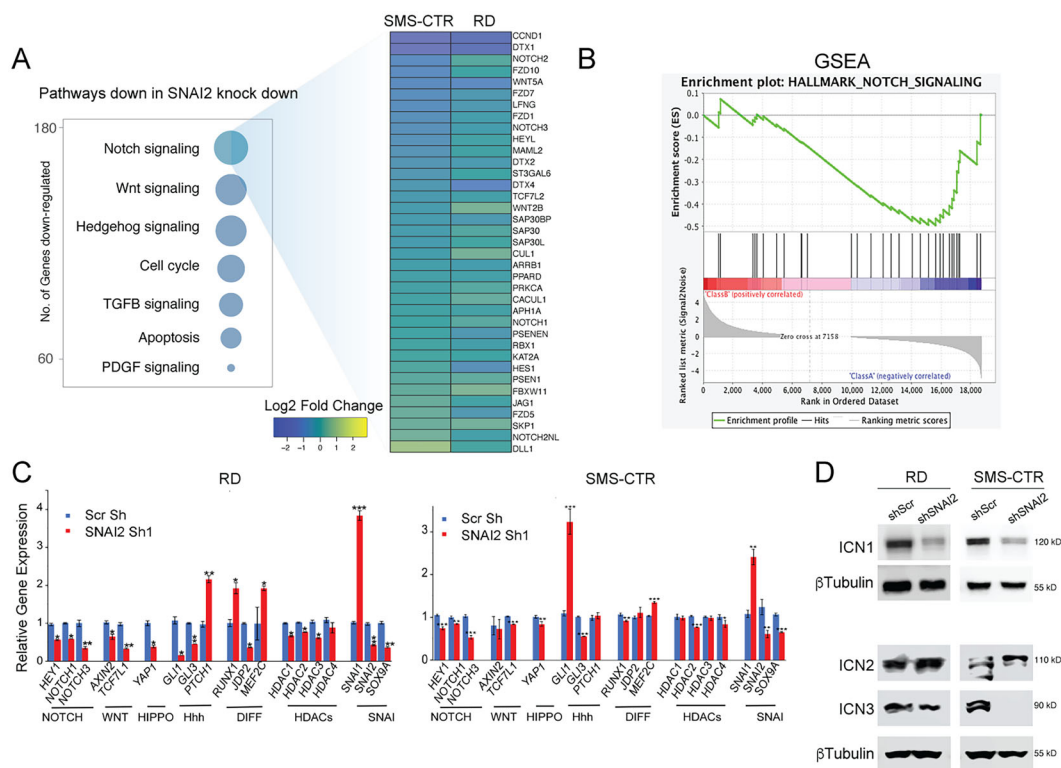 A
Pathways down in SNAI2 knock down
180
60
No. of Genes down-regulated
Notch signaling
Wnt signaling
Hedgehog signaling
Cell cycle
TGFB signaling
Apoptosis
PDGF signaling
SMS-CTR RD
CCND1
DTX1
NOTCH2
FZD10
WNT5A
FZD7
LFNG
FZD1
NOTCH3
HEYL
MAML2
DTX2
ST3GAL6
DTX4
TCF7L2
WNT2B
SAP30BP
SAP30
SAP30L
CUL1
ARRB1
PPARD
PRKCA
CACUL1
APH1A
NOTCH1
PSENEN
RBX1
KAT2A
HES1
PSEN1
FBXW11
JAG1
FZD5
SKP1
NOTCH2NL
DLL1
Log2 Fold Change
-2 -1 0 1 2
B
GSEA
Enrichment plot: HALLMARK_NOTCH_SIGNALING
Enrichment score (ES)
0.1
0.0
-0.1
-0.2
-0.3
-0.4
-0.5
'ClassB' (positively correlated)
Ranked list metric (Signal2Noise)
4
2
0
-2
-4
Zero cross at 7158
'ClassA' (negatively correlated)
0 2,000 4,000 6,000 8,000 10,000 12,000 14,000 16,000 18,000
Rank in Ordered Dataset
Enrichment profile Hits Ranking metric scores
C
RD
Relative Gene Expression
4
2
1
0
Scr Sh
SNAI2 Sh1
* * ** * ** * * ** ** * * * * * * *** ** **
HEY1 NOTCH1 NOTCH3 AXIN2 TCF7L1 YAP1 GLI1 GLI3 PTCH1 RUNX1 JDP2 MEF2C HDAC1 HDAC2 HDAC3 HDAC4 SNAI1 SNAI2 SOX9A
NOTCH WNT HIPPO Hhh DIFF HDACs SNAI
SMS-CTR
3
2
1
0
Scr Sh
SNAI2 Sh1
*** *** *** *** *** *** *** *** *** *** ** ** ***
HEY1 NOTCH1 NOTCH3 AXIN2 TCF7L1 YAP1 GLI1 GLI3 PTCH1 RUNX1 JDP2 MEF2C HDAC1 HDAC2 HDAC3 HDAC4 SNAI1 SNAI2 SOX9A
NOTCH WNT HIPPO Hhh DIFF HDACs SNAI
D
RD SMS-CTR
shScr shSNAI2 shScr shSNAI2
ICN1 120 kD
βTubulin 55 kD
ICN2 110 kD
ICN3 90 kD
βTubulin 55 kD